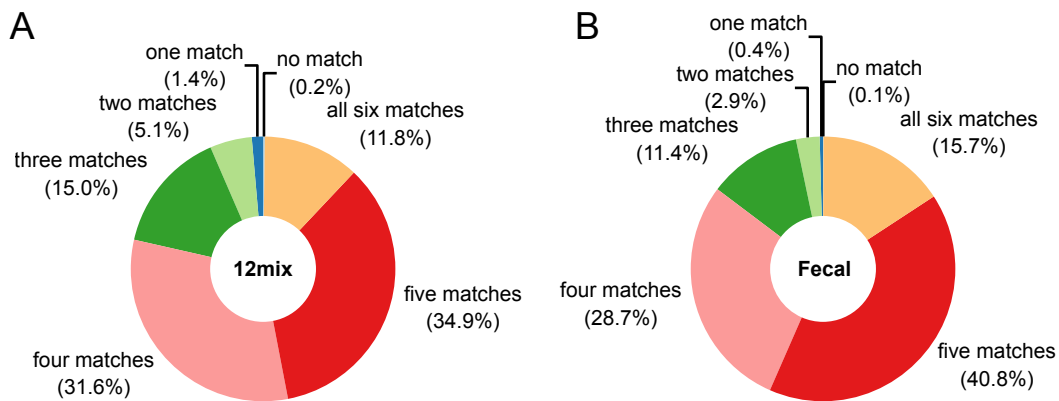 A
one match
(1.4%)
no match
(0.2%)
two matches
(5.1%)
all six matches
(11.8%)
three matches
(15.0%)
12mix
five matches
(34.9%)
four matches
(31.6%)
B
one match
(0.4%)
no match
(0.1%)
two matches
(2.9%)
all six matches
(15.7%)
three matches
(11.4%)
Fecal
four matches
(28.7%)
five matches
(40.8%)